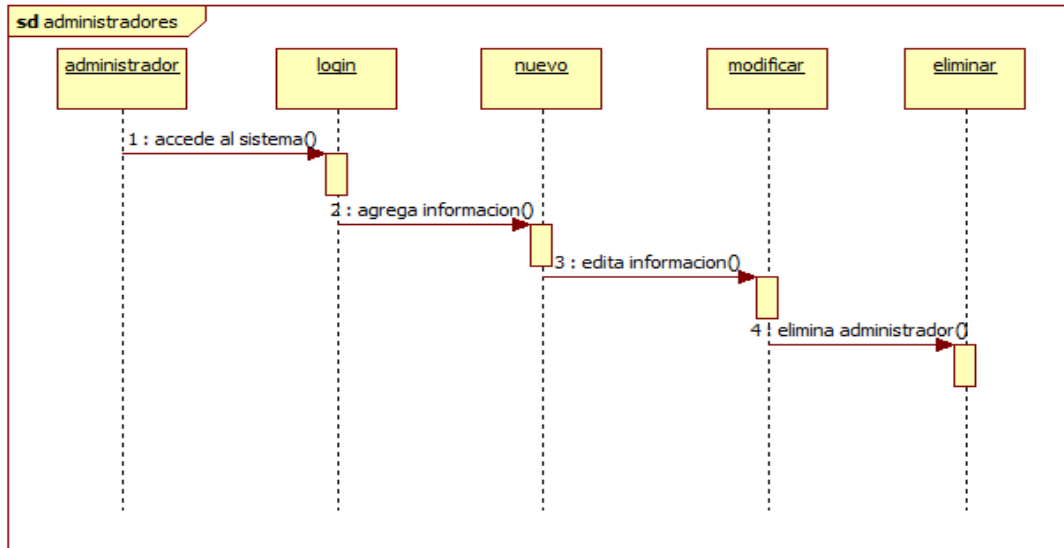 sd administradores
administrador
login
nuevo
modificar
eliminar
1 : accede al sistema()
2 : agrega informacion()
3 : edita informacion()
4 : elimina administrador()